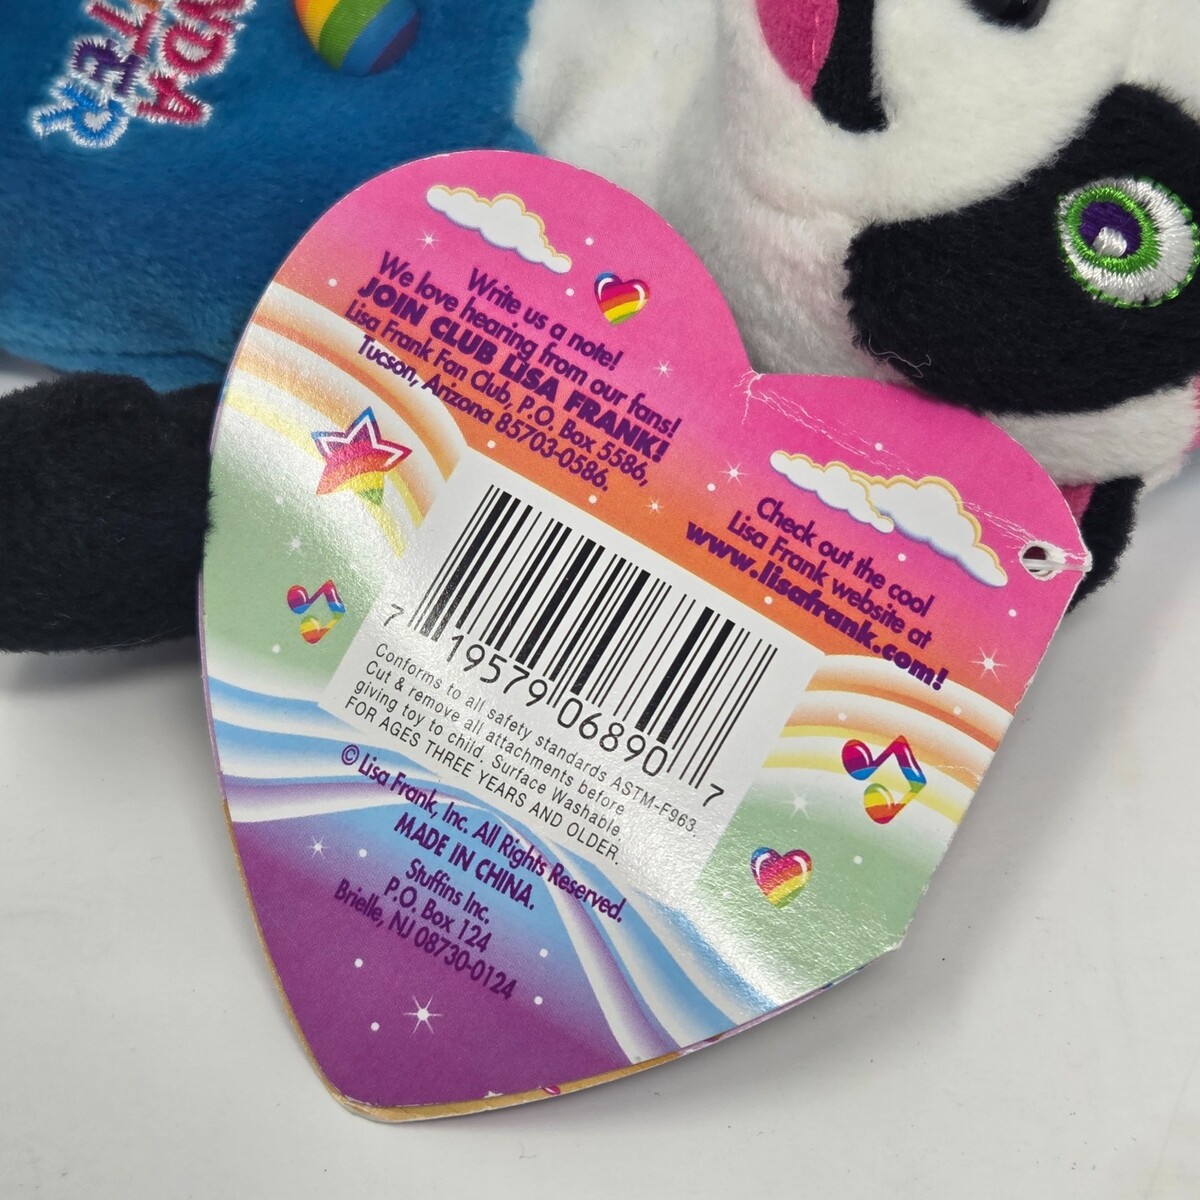 NDA
TER
Write us a note!
We love hearing from our fans!
JOIN CLUB LISA FRANK!
Lisa Frank Fan Club, P.O. Box 5586,
Tucson, Arizona 85703-0586.
Check out the cool
Lisa Frank website at
www.lisafrank.com!
7 19579 06890 7
Conforms to all safety standards ASTM-F963.
Cut & remove all attachments before
giving toy to child. Surface Washable.
FOR AGES THREE YEARS AND OLDER.
© Lisa Frank, Inc. All Rights Reserved.
MADE IN CHINA.
Stuffins Inc.
P.O. Box 124
Brielle, NJ 08730-0124